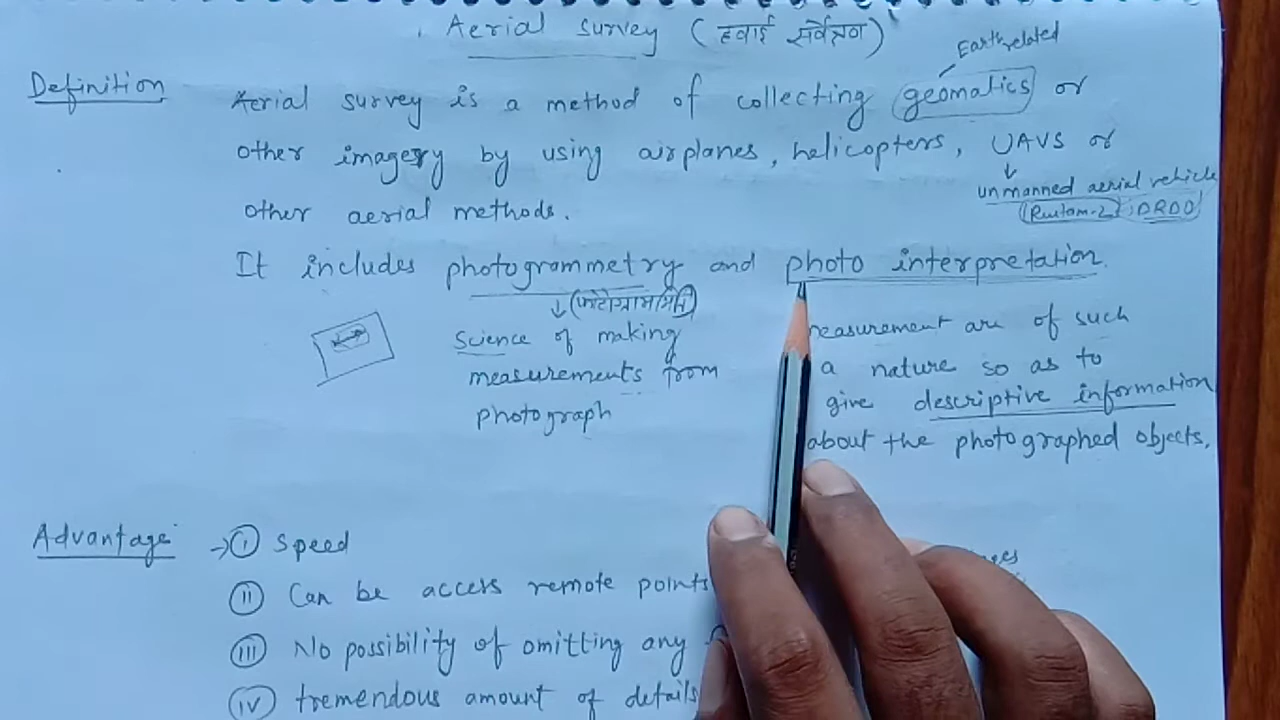 Aerial survey (हवाई सर्वेक्षण)
Earth related
Definition Aerial survey is a method of collecting geomatics or
other imagery by using airplanes, helicopters, UAVS or
unmanned aerial vehicle
other aerial methods.
(Rustam-2) : DRDO
It includes photogrammetry and photo interpretation.
(फोटोग्रामिति)
Science of making
measurements from
photograph
measurement are of such
a nature so as to
give descriptive information
about the photographed objects.
Advantage → (i) Speed
(ii) Can be access remote points
(iii) No possibility of omitting any
(iv) tremendous amount of details